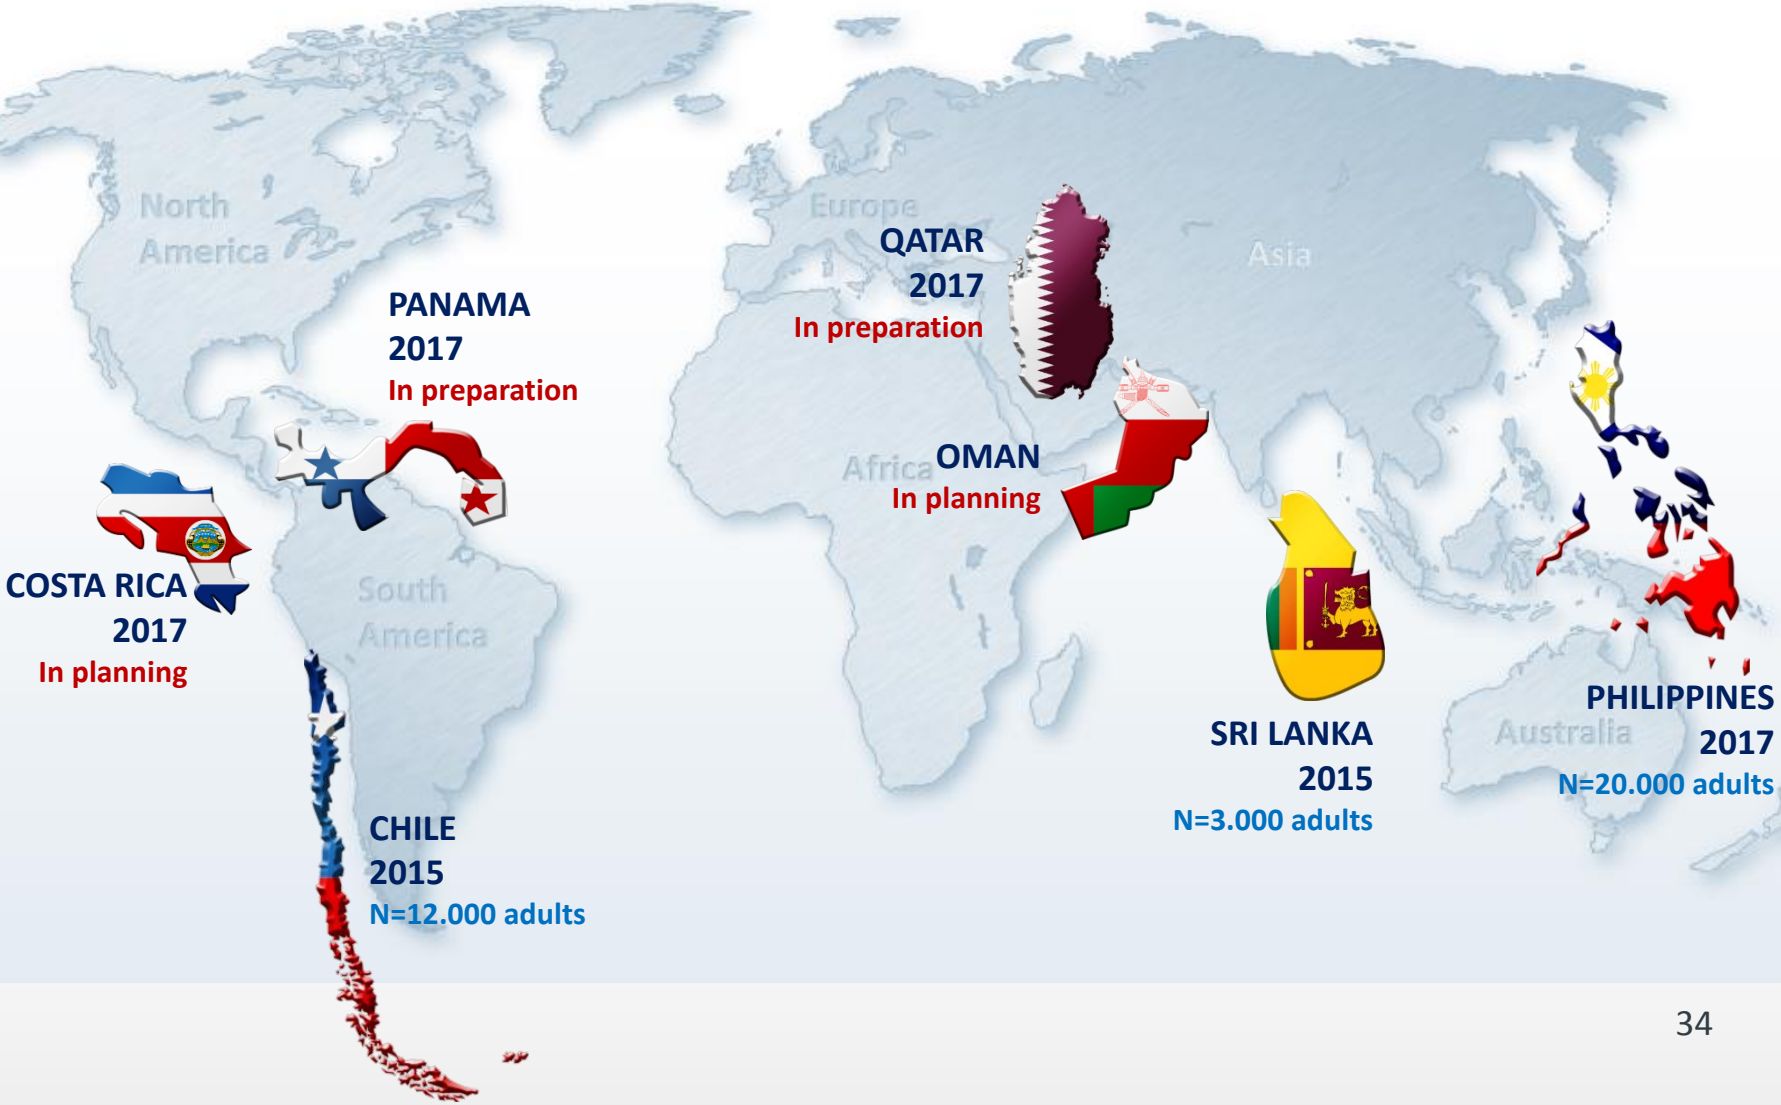 North
America
Europe
Asia
QATAR
2017
In preparation
PANAMA
2017
In preparation
Africa
OMAN
In planning
COSTA RICA
2017
In planning
South
America
SRI LANKA
2015
N=3.000 adults
Australia
PHILIPPINES
2017
N=20.000 adults
CHILE
2015
N=12.000 adults
34